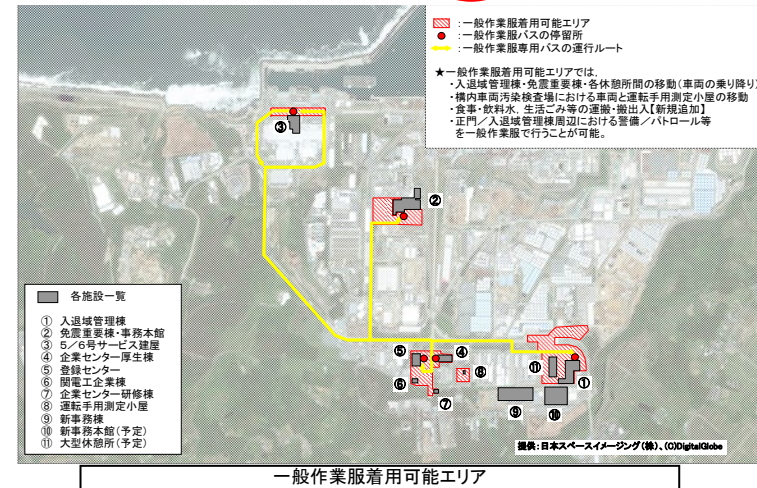 ：一般作業服着用可能エリア
：一般作業服バスの停留所
：一般作業服専用バスの運行ルート
★一般作業服着用可能エリアでは、
・入退域管理棟・免震重要棟・各休憩所間の移動（車両の乗り降り）
・構内車両汚染検査場における車両と運転手用測定小屋の移動
・食事・飲料水、生活ごみ等の運搬・搬出入【新規追加】
・正門／入退域管理棟周辺における警備／パトロール等
を一般作業服で行うことが可能。
③
②
各施設一覧
① 入退域管理棟
② 免震重要棟・事務本館
③ ５／６号サービス建屋
④ 企業センター厚生棟
⑤ 登録センター
⑥ 関電工企業棟
⑦ 企業センター研修棟
⑧ 運転手用測定小屋
⑨ 新事務棟
⑩ 新事務本館（予定）
⑪ 大型休憩所（予定）
⑤
④
⑥
⑧
⑦
⑪
①
⑨
⑩
提供：日本スペースイメージング（株）、(C)DigitalGlobe
一般作業服着用可能エリア